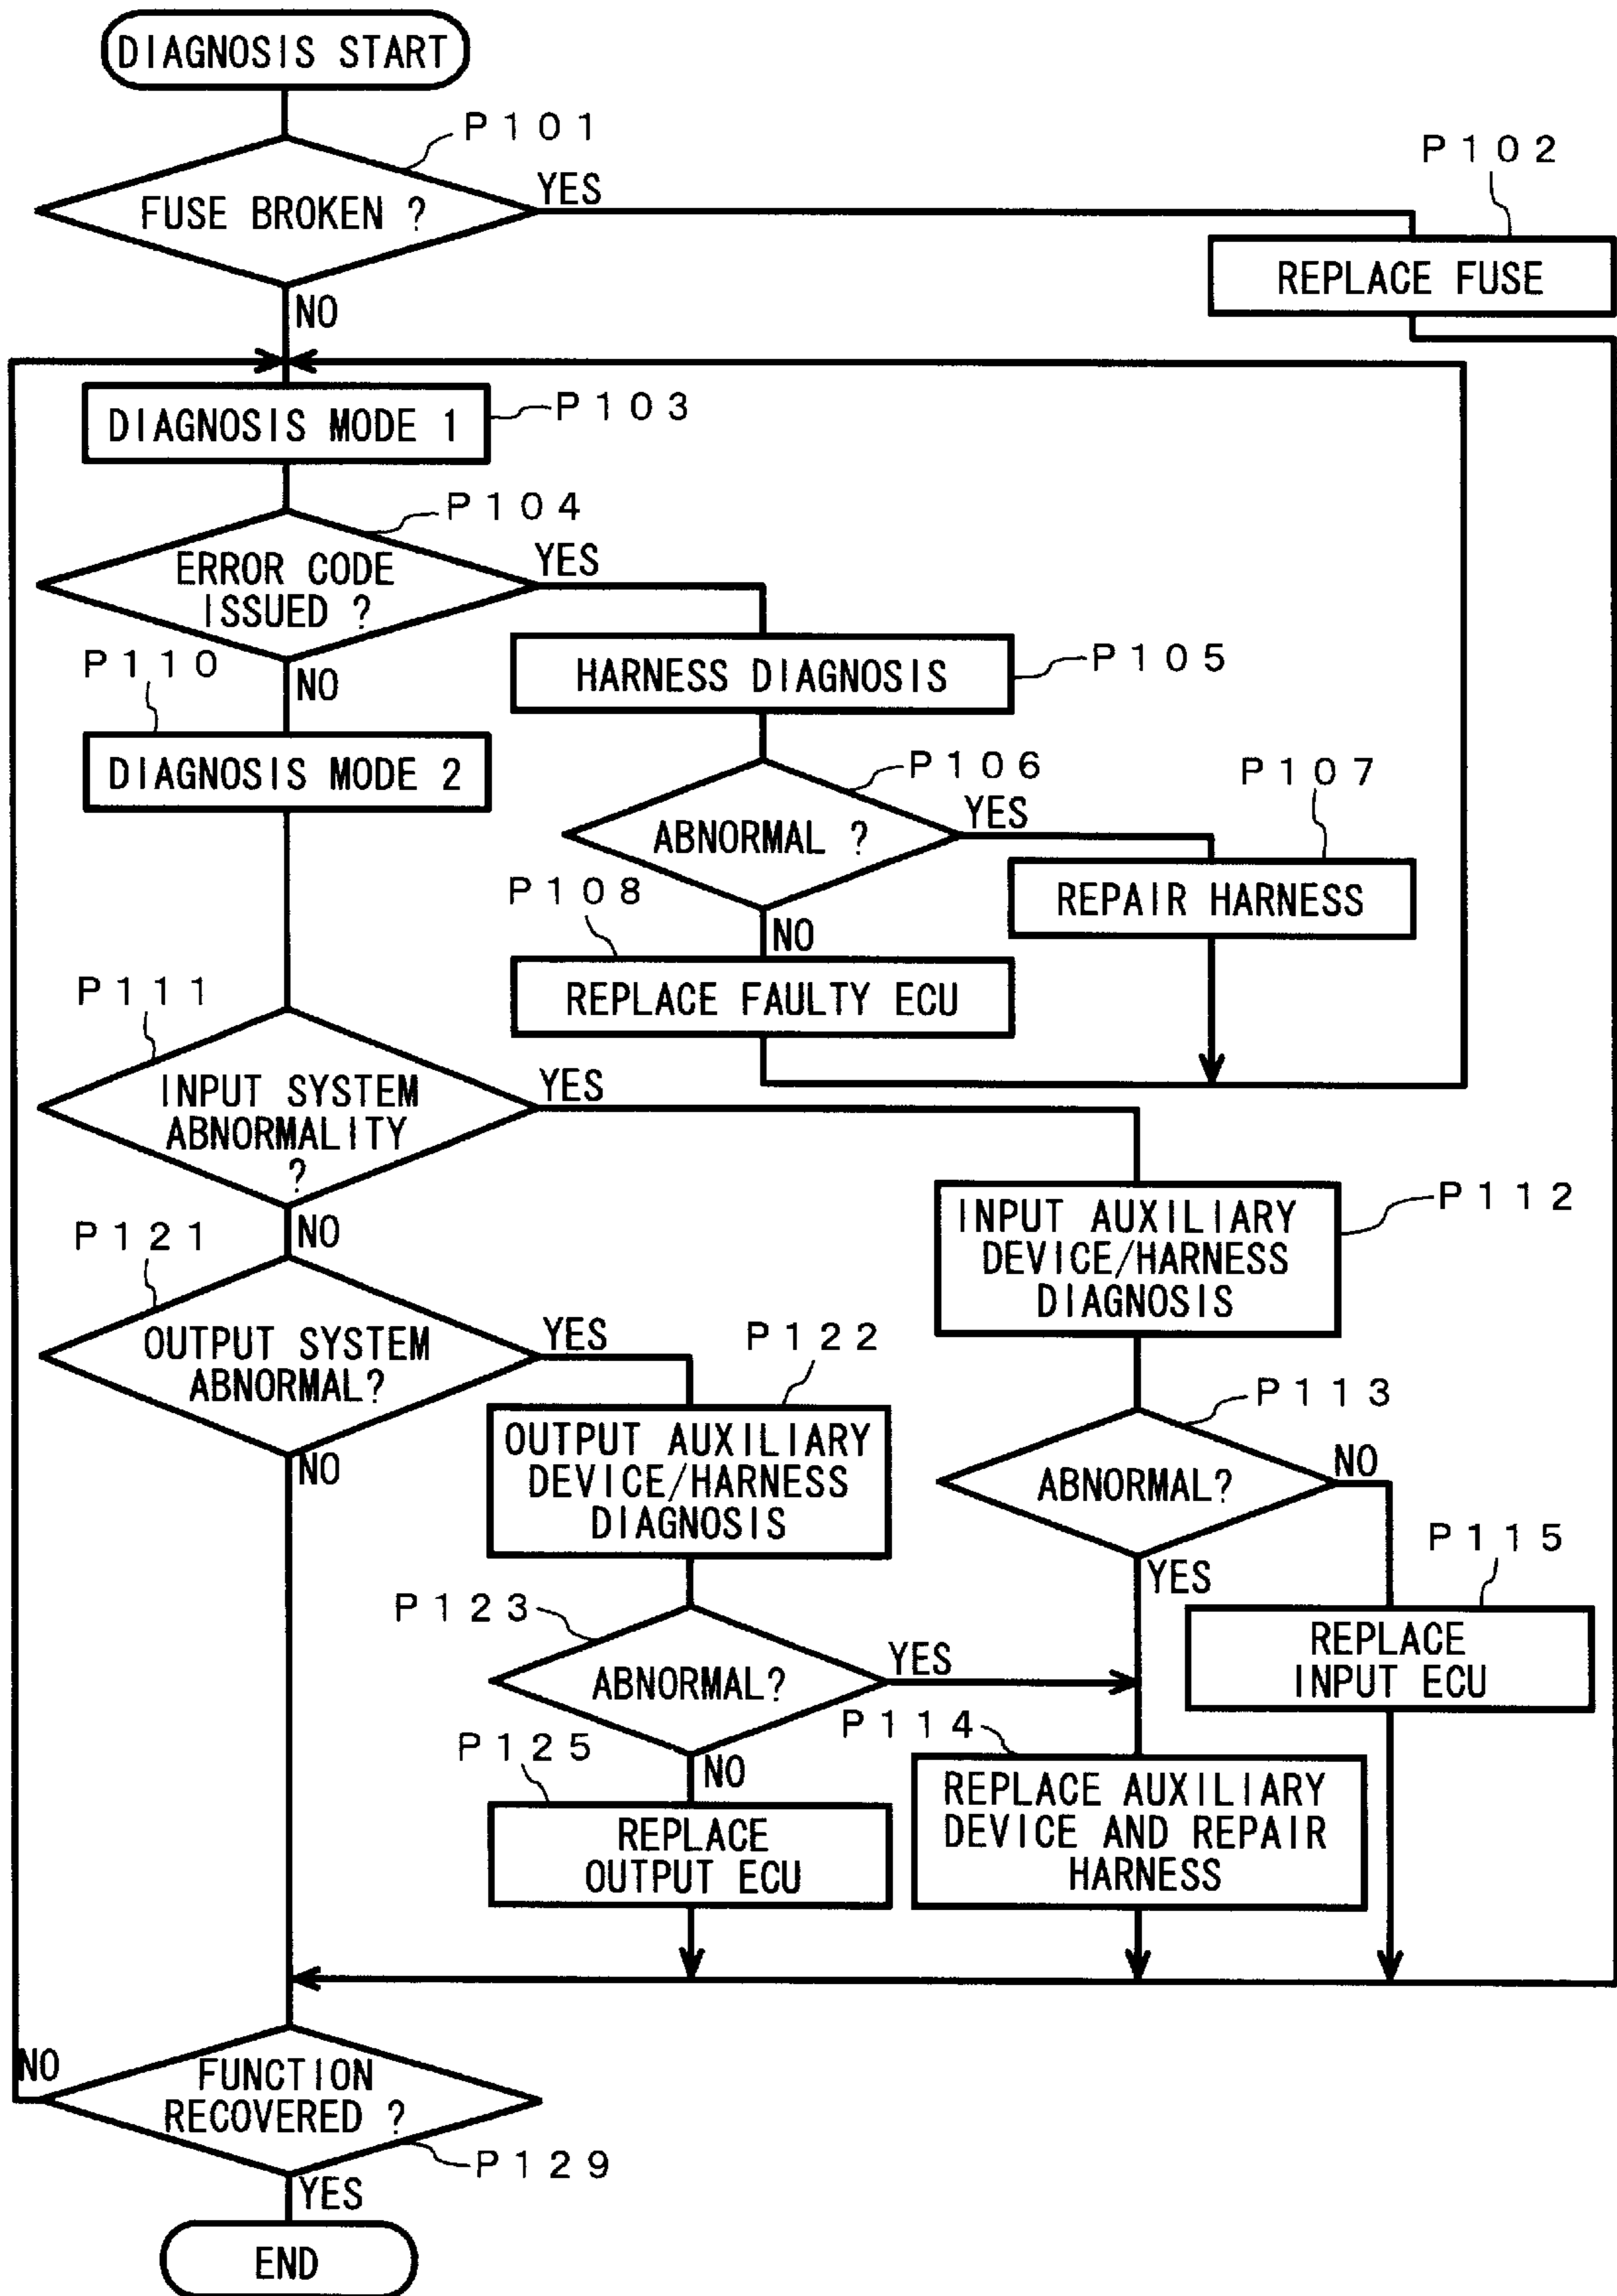 DIAGNOSIS START
P101
FUSE BROKEN ?
YES
P102
REPLACE FUSE
NO
DIAGNOSIS MODE 1
P103
P104
ERROR CODE
ISSUED ?
YES
P110
NO
HARNESS DIAGNOSIS
P105
DIAGNOSIS MODE 2
P106
P107
ABNORMAL ?
YES
P108
NO
REPAIR HARNESS
REPLACE FAULTY ECU
P111
INPUT SYSTEM
ABNORMALITY
?
YES
P112
INPUT AUXILIARY
DEVICE/HARNESS
DIAGNOSIS
P121
NO
OUTPUT SYSTEM
ABNORMAL?
YES
P122
NO
OUTPUT AUXILIARY
DEVICE/HARNESS
DIAGNOSIS
P113
ABNORMAL?
NO
P115
YES
P123
ABNORMAL?
YES
REPLACE
INPUT ECU
P125
NO
P114
REPLACE
OUTPUT ECU
REPLACE AUXILIARY
DEVICE AND REPAIR
HARNESS
NO
FUNCTION
RECOVERED ?
P129
YES
END